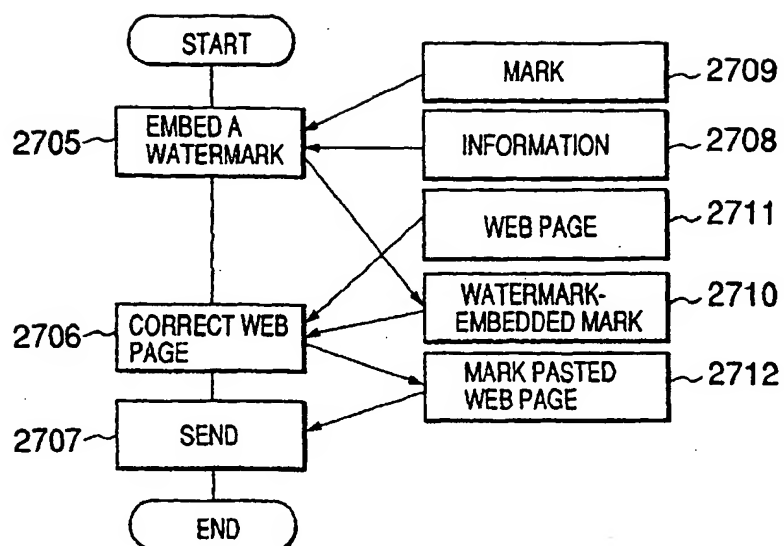 START
MARK
2709
2705
EMBED A
WATERMARK
INFORMATION
2708
WEB PAGE
2711
2706
CORRECT WEB
PAGE
WATERMARK-
EMBEDDED MARK
2710
MARK PASTED
WEB PAGE
2712
2707
SEND
END